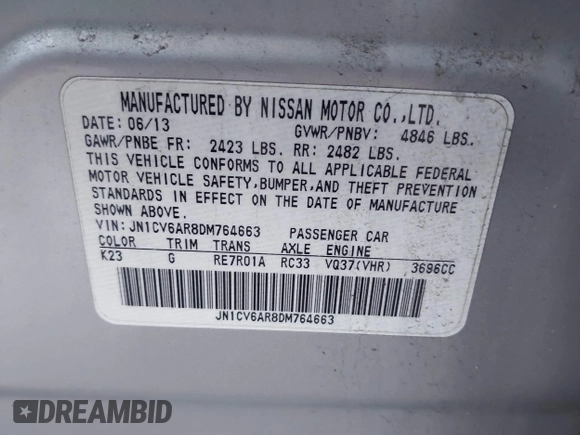 MANUFACTURED BY NISSAN MOTOR CO.,LTD.
DATE: 06/13 GVWR/PNBV: 4846 LBS.
GAWR/PNBE FR: 2423 LBS. RR: 2482 LBS.
THIS VEHICLE CONFORMS TO ALL APPLICABLE FEDERAL
MOTOR VEHICLE SAFETY,BUMPER,AND THEFT PREVENTION
STANDARDS IN EFFECT ON THE DATE OF MANUFACTURE
SHOWN ABOVE.
VIN: JN1CV6AR8DM764663 PASSENGER CAR
COLOR TRIM TRANS AXLE ENGINE
K23 G RE7R01A RC33 VQ37(VHR) 3696CC
JN1CV6AR8DM764663
DREAMBID